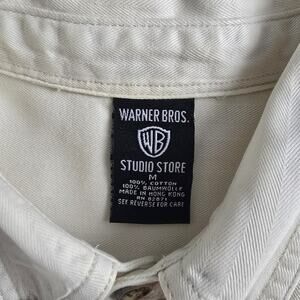 WARNER BROS.
WB
STUDIO STORE
M
100% COTTON
100% BAUMWOLLE
MADE IN HONG KONG
RN 82871
SEE REVERSE FOR CARE